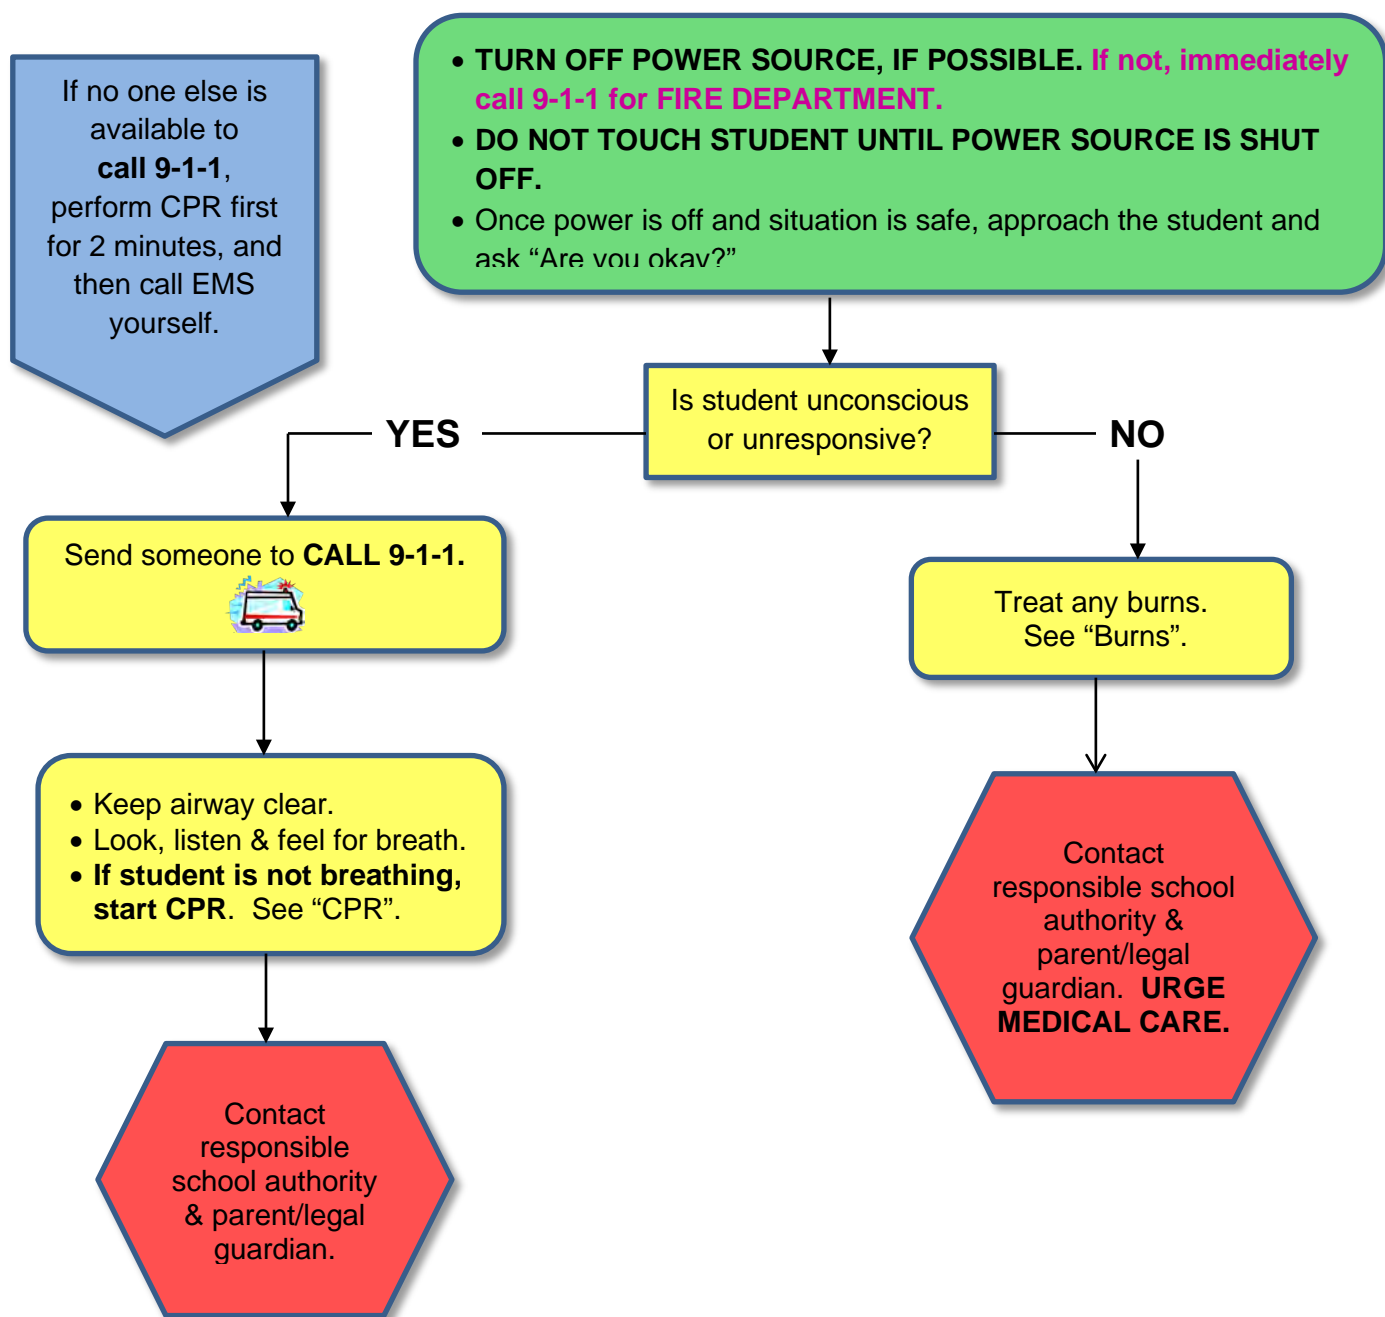 If no one else is
available to
call 9-1-1,
perform CPR first
for 2 minutes, and
then call EMS
yourself.
• TURN OFF POWER SOURCE, IF POSSIBLE. If not, immediately
call 9-1-1 for FIRE DEPARTMENT.
• DO NOT TOUCH STUDENT UNTIL POWER SOURCE IS SHUT
OFF.
• Once power is off and situation is safe, approach the student and
ask “Are you okay?”
Is student unconscious
or unresponsive?
YES
NO
Send someone to CALL 9-1-1.
Treat any burns.
See “Burns”.
• Keep airway clear.
• Look, listen & feel for breath.
• If student is not breathing,
start CPR. See “CPR”.
Contact
responsible school
authority &
parent/legal
guardian. URGE
MEDICAL CARE.
Contact
responsible
school authority
& parent/legal
guardian.